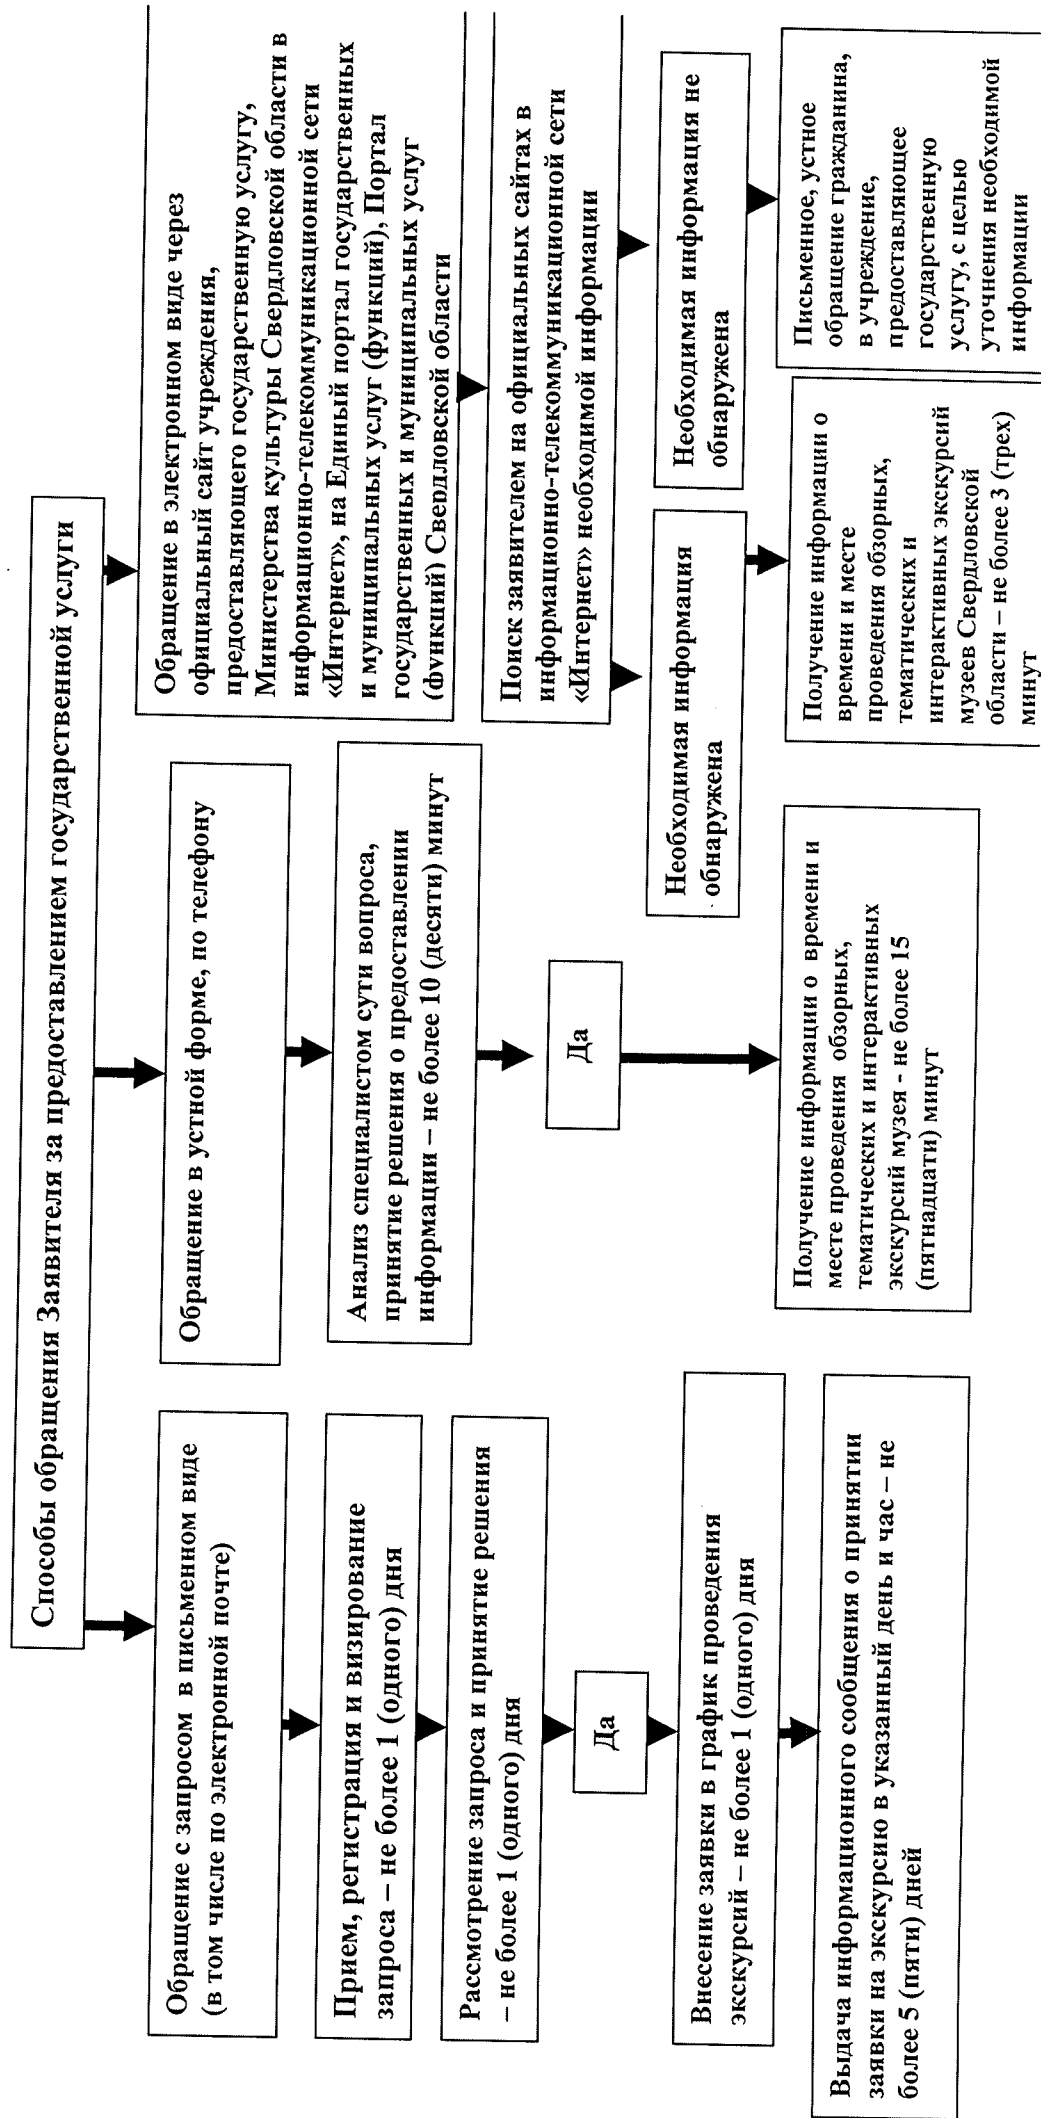 Способы обращения Заявителя за предоставлением государственной услуги
Обращение с запросом в письменном виде
(в том числе по электронной почте)
Прием, регистрация и визирование
запроса – не более 1 (одного) дня
Рассмотрение запроса и принятие решения
– не более 1 (одного) дня
Да
Внесение заявки в график проведения
экскурсий – не более 1 (одного) дня
Выдача информационного сообщения о принятии
заявки на экскурсию в указанный день и час – не
более 5 (пяти) дней
Обращение в устной форме, по телефону
Анализ специалистом сути вопроса,
принятие решения о предоставлении
информации – не более 10 (десяти) минут
Да
Получение информации о времени и
месте проведения обзорных,
тематических и интерактивных
экскурсий музея - не более 15
(пятнадцати) минут
Обращение в электронном виде через
официальный сайт учреждения,
предоставляющего государственную услугу,
Министерства культуры Свердловской области в
информационно-телекоммуникационной сети
«Интернет», на Единый портал государственных
и муниципальных услуг (функций), Портал
государственных и муниципальных услуг
(функций) Свердловской области
Поиск заявителем на официальных сайтах в
информационно-телекоммуникационной сети
«Интернет» необходимой информации
Необходимая информация
обнаружена
Получение информации о
времени и месте
проведения обзорных,
тематических и
интерактивных экскурсий
музеев Свердловской
области – не более 3 (трех)
минут
Необходимая информация не
обнаружена
Письменное, устное
обращение гражданина,
в учреждение,
предоставляющее
государственную
услугу, с целью
уточнения необходимой
информации